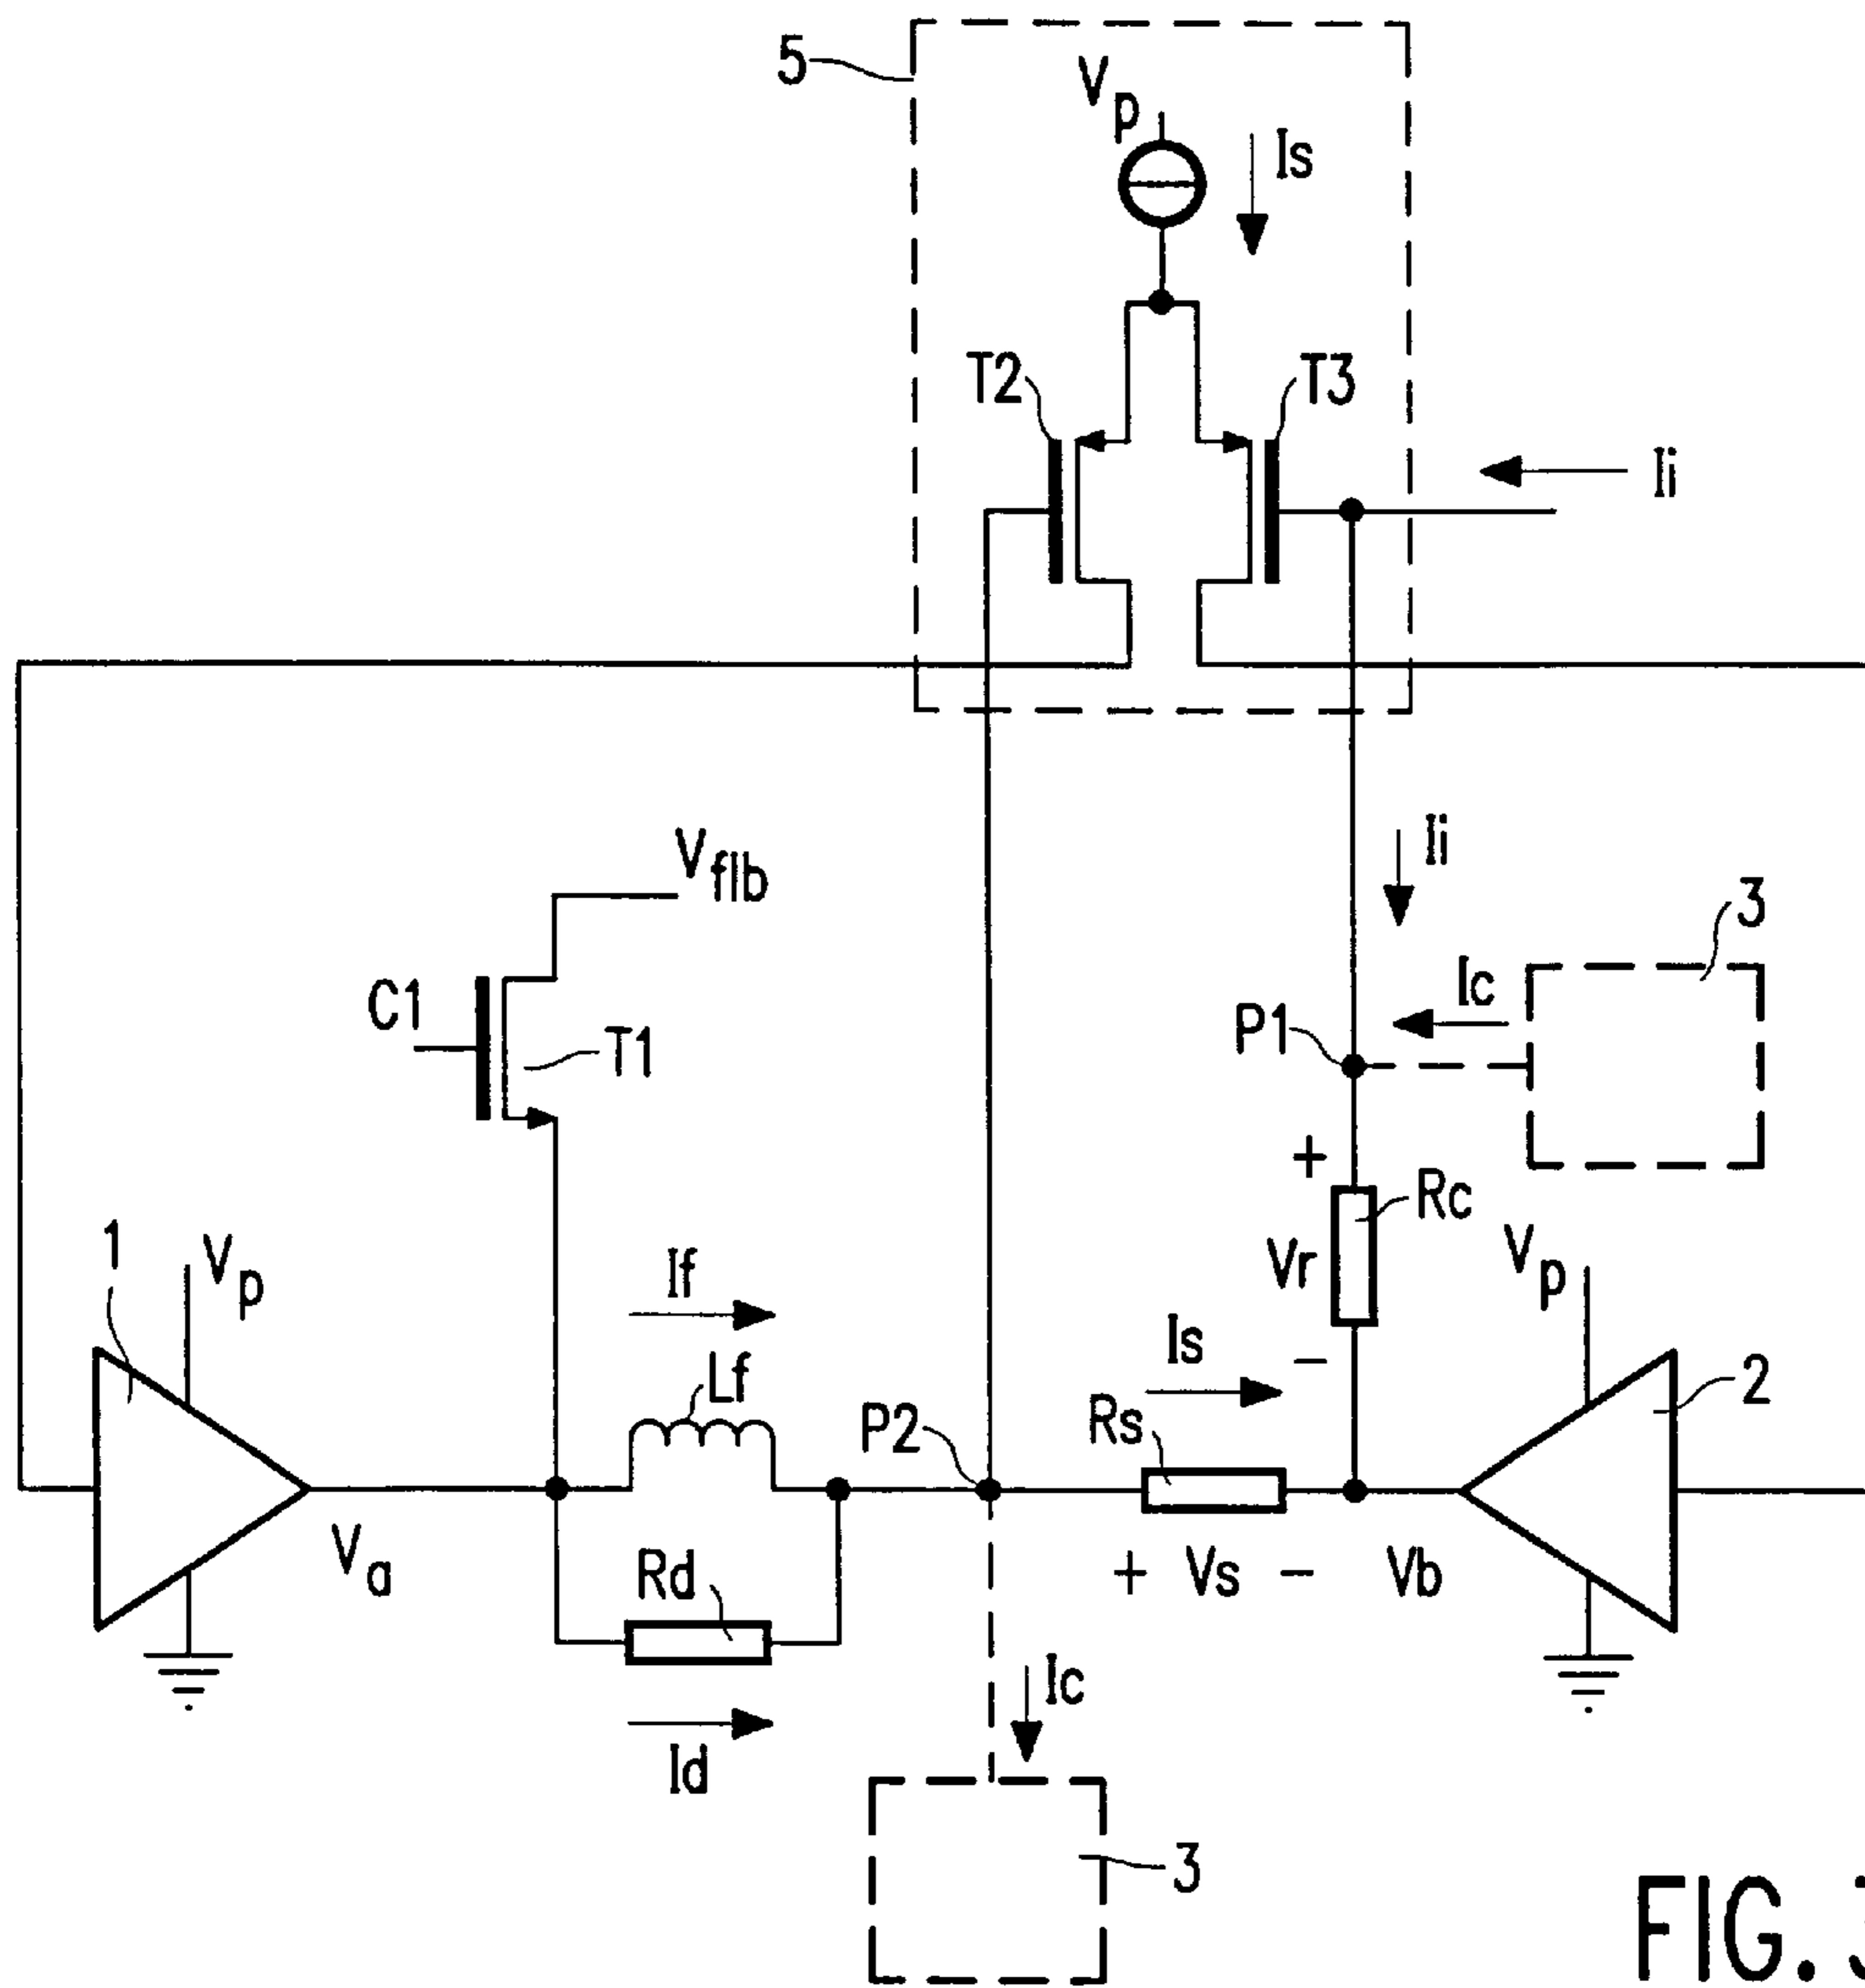 5
Vp
Is
T2
T3
Ii
Vflb
Ii
3
C1
T1
Ic
P1
+
Rc
1
Vp
If
Vr
Vp
Is
−
Lf
P2
Rs
2
Va
Rd
+ Vs −
Vb
Ic
Id
3
FIG.